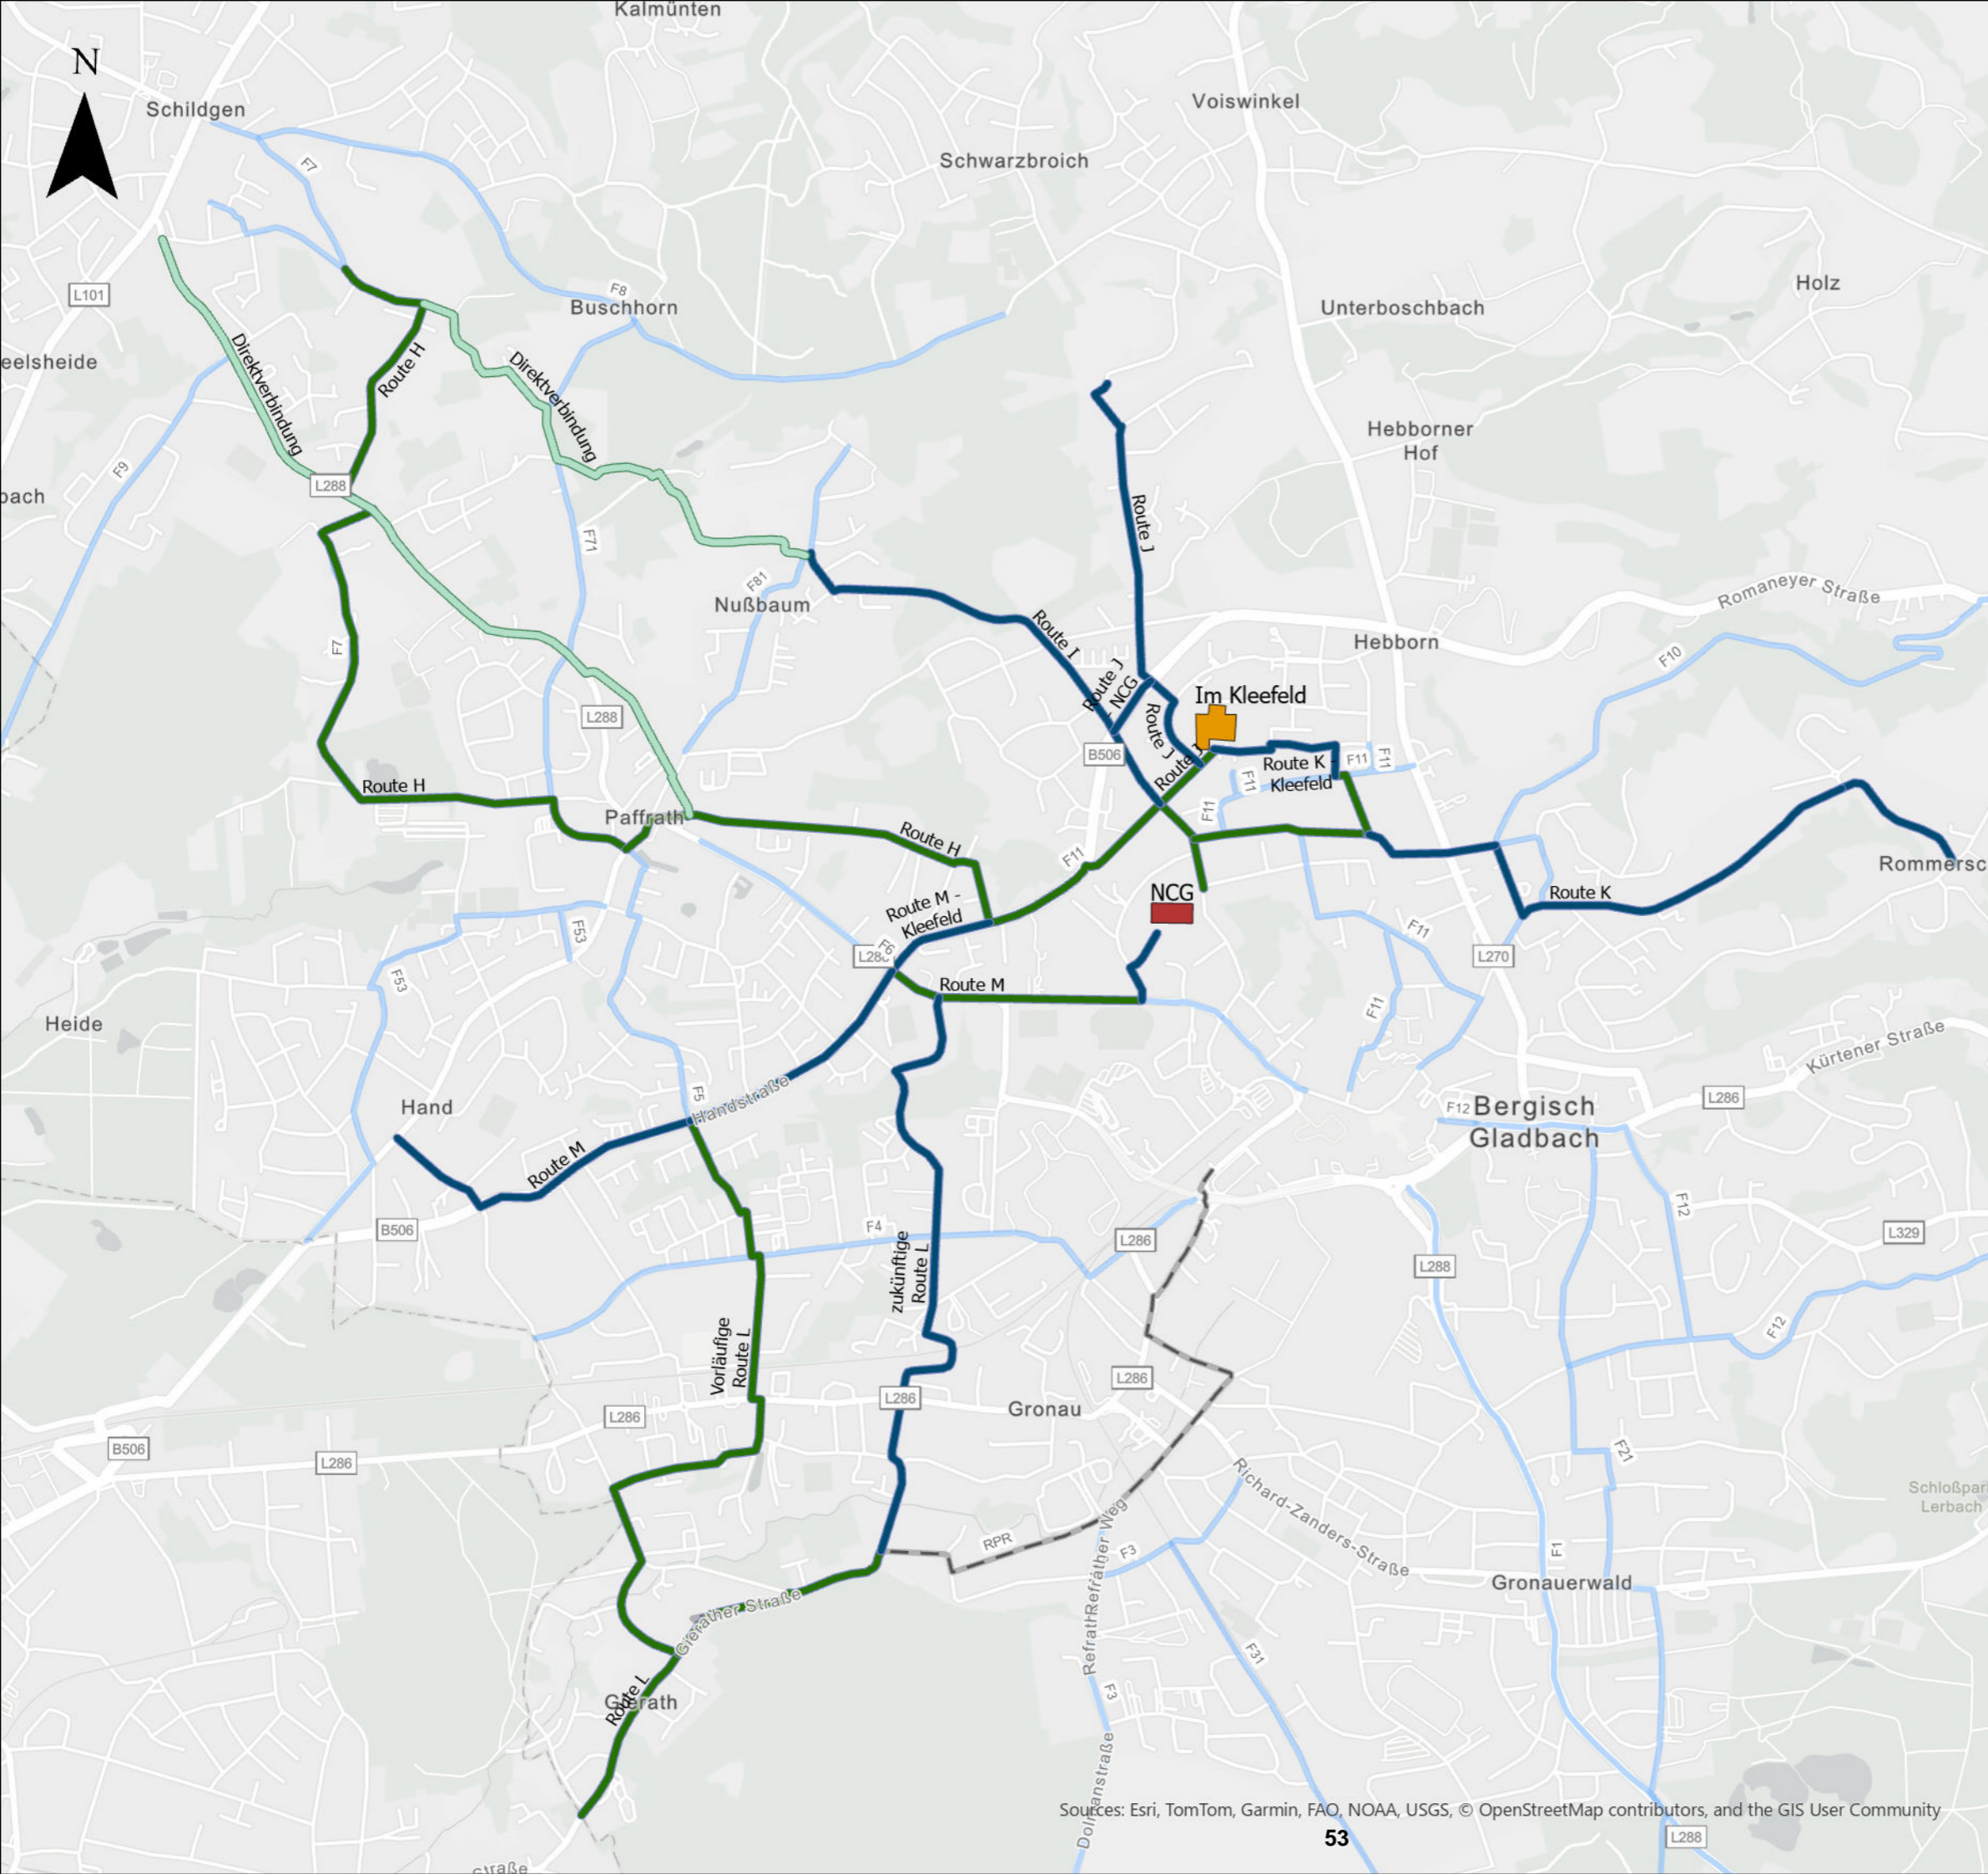 Kalmünten
N
Schildgen
Voiswinkel
F7
Schwarzbroich
L101
F8
Buschhorn
Unterboschbach
Holz
eelsheide
Direktverbindung
Route H
Direktverbindung
Hebborner
Hof
F9
L288
bach
Route J
F71
F81
Nußbaum
Romaneyer Straße
Route I
Hebborn
F7
F10
Route J
- NCG
Im Kleefeld
L288
Route J
B506
Route J
Route K -
Kleefeld
F11
F11
F11
F11
Route H
Paffrath
Route H
F11
Rommersc
Route K
NCG
Route M -
Kleefeld
F6
F53
F11
L270
F53
Route M
F11
Heide
Kürtener Straße
Handstraße
F5
L286
Hand
F12
Bergisch
Gladbach
Route M
F12
B506
F4
L286
L329
zukünftige
Route L
L288
Vorläufige
Route L
F12
L286
L286
L286
Gronau
B506
L286
F21
Richard-Zanders-Straße
Schloßpar
Lerbach
RPR
Refrather Weg
F3
F1
Gronauerwald
Gierather Straße
Refrath
F31
Route L
Gierath
F3
Sources: Esri, TomTom, Garmin, FAO, NOAA, USGS, © OpenStreetMap contributors, and the GIS User Community
53
L288
straße